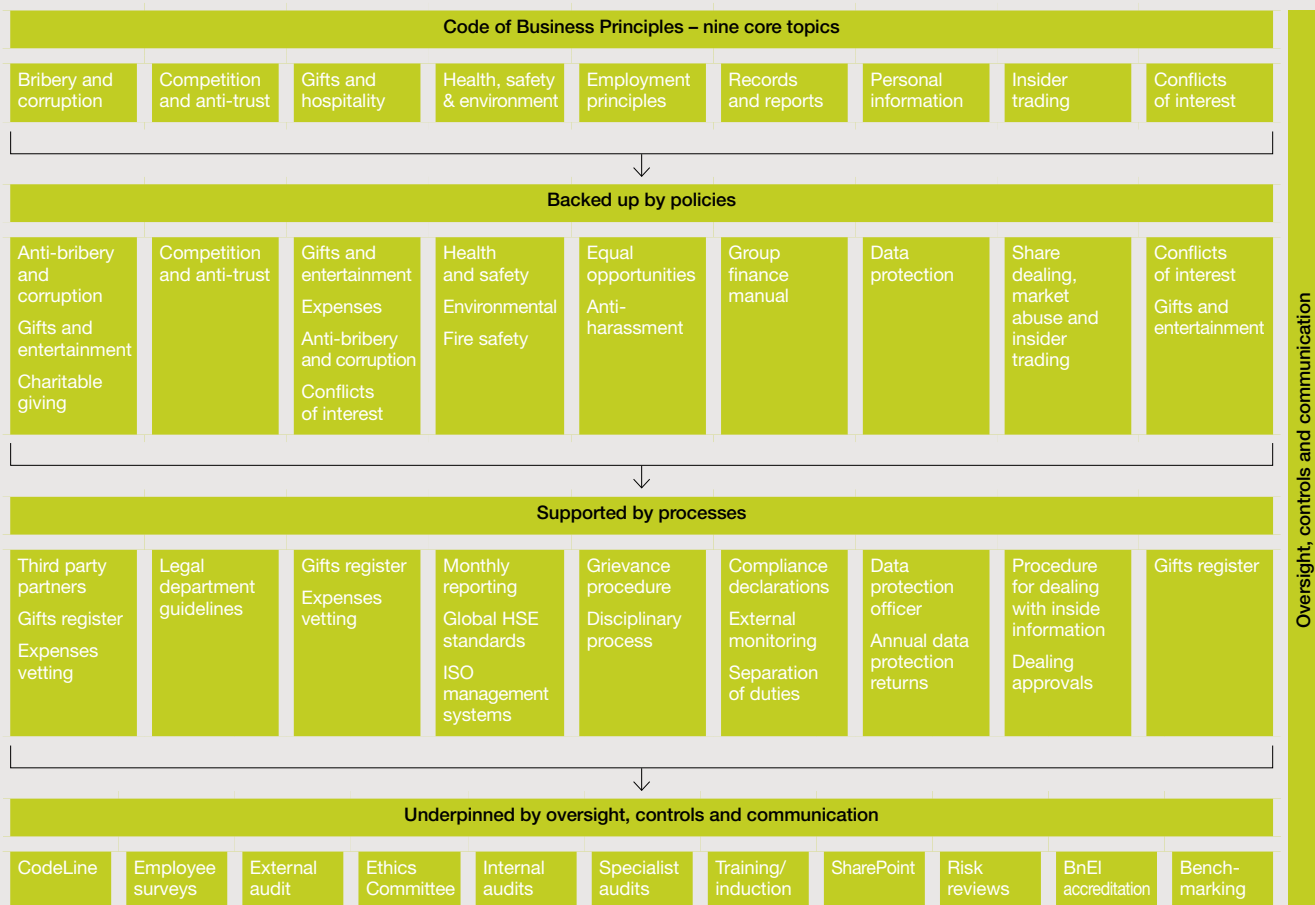 Code of Business Principles – nine core topics
Bribery and
corruption
Competition
and anti-trust
Gifts and
hospitality
Health, safety
& environment
Employment
principles
Records
and reports
Personal
information
Insider
trading
Conflicts
of interest
Backed up by policies
Anti-bribery
and
corruption
Gifts and
entertainment
Charitable
giving
Competition
and anti-trust
Gifts and
entertainment
Expenses
Anti-bribery
and corruption
Conflicts
of interest
Health
and safety
Environmental
Fire safety
Equal
opportunities
Anti-
harassment
Group
finance
manual
Data
protection
Share
dealing,
market
abuse and
insider
trading
Conflicts
of interest
Gifts and
entertainment
Supported by processes
Third party
partners
Gifts register
Expenses
vetting
Legal
department
guidelines
Gifts register
Expenses
vetting
Monthly
reporting
Global HSE
standards
ISO
management
systems
Grievance
procedure
Disciplinary
process
Compliance
declarations
External
monitoring
Separation
of duties
Data
protection
officer
Annual data
protection
returns
Procedure
for dealing
with inside
information
Dealing
approvals
Gifts register
Underpinned by oversight, controls and communication
CodeLine
Employee
surveys
External
audit
Ethics
Committee
Internal
audits
Specialist
audits
Training/
induction
SharePoint
Risk
reviews
BnEI
accreditation
Bench-
marking
Oversight, controls and communication